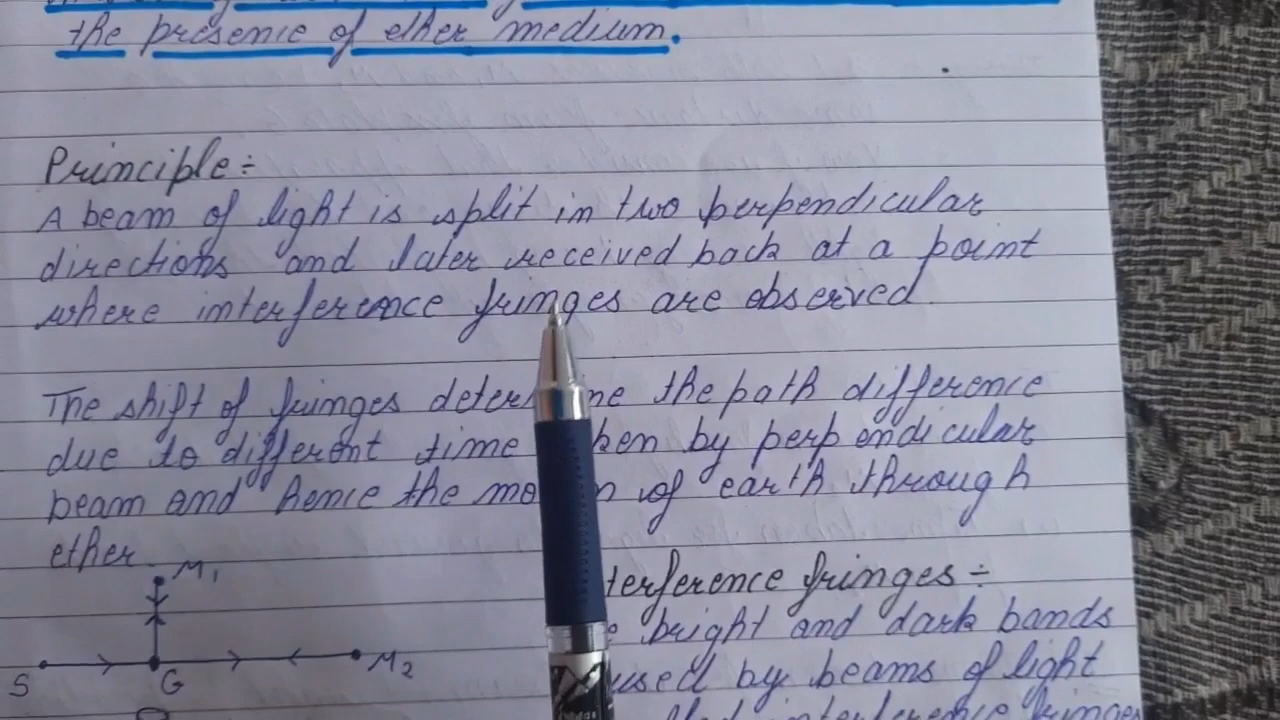 the presenie of ether medium.
Principle:-
A beam of light is split in two perpendicular
directions and later received back at a point
where interference fringes are observed.
The shift of fringes deter ne the path difference
due to different time ken by perpendicular
beam and hence the mo n of earth through
ether.
M1
terference fringes:-
bright and dark bands
S G M2
used by beams of light
interference fringes